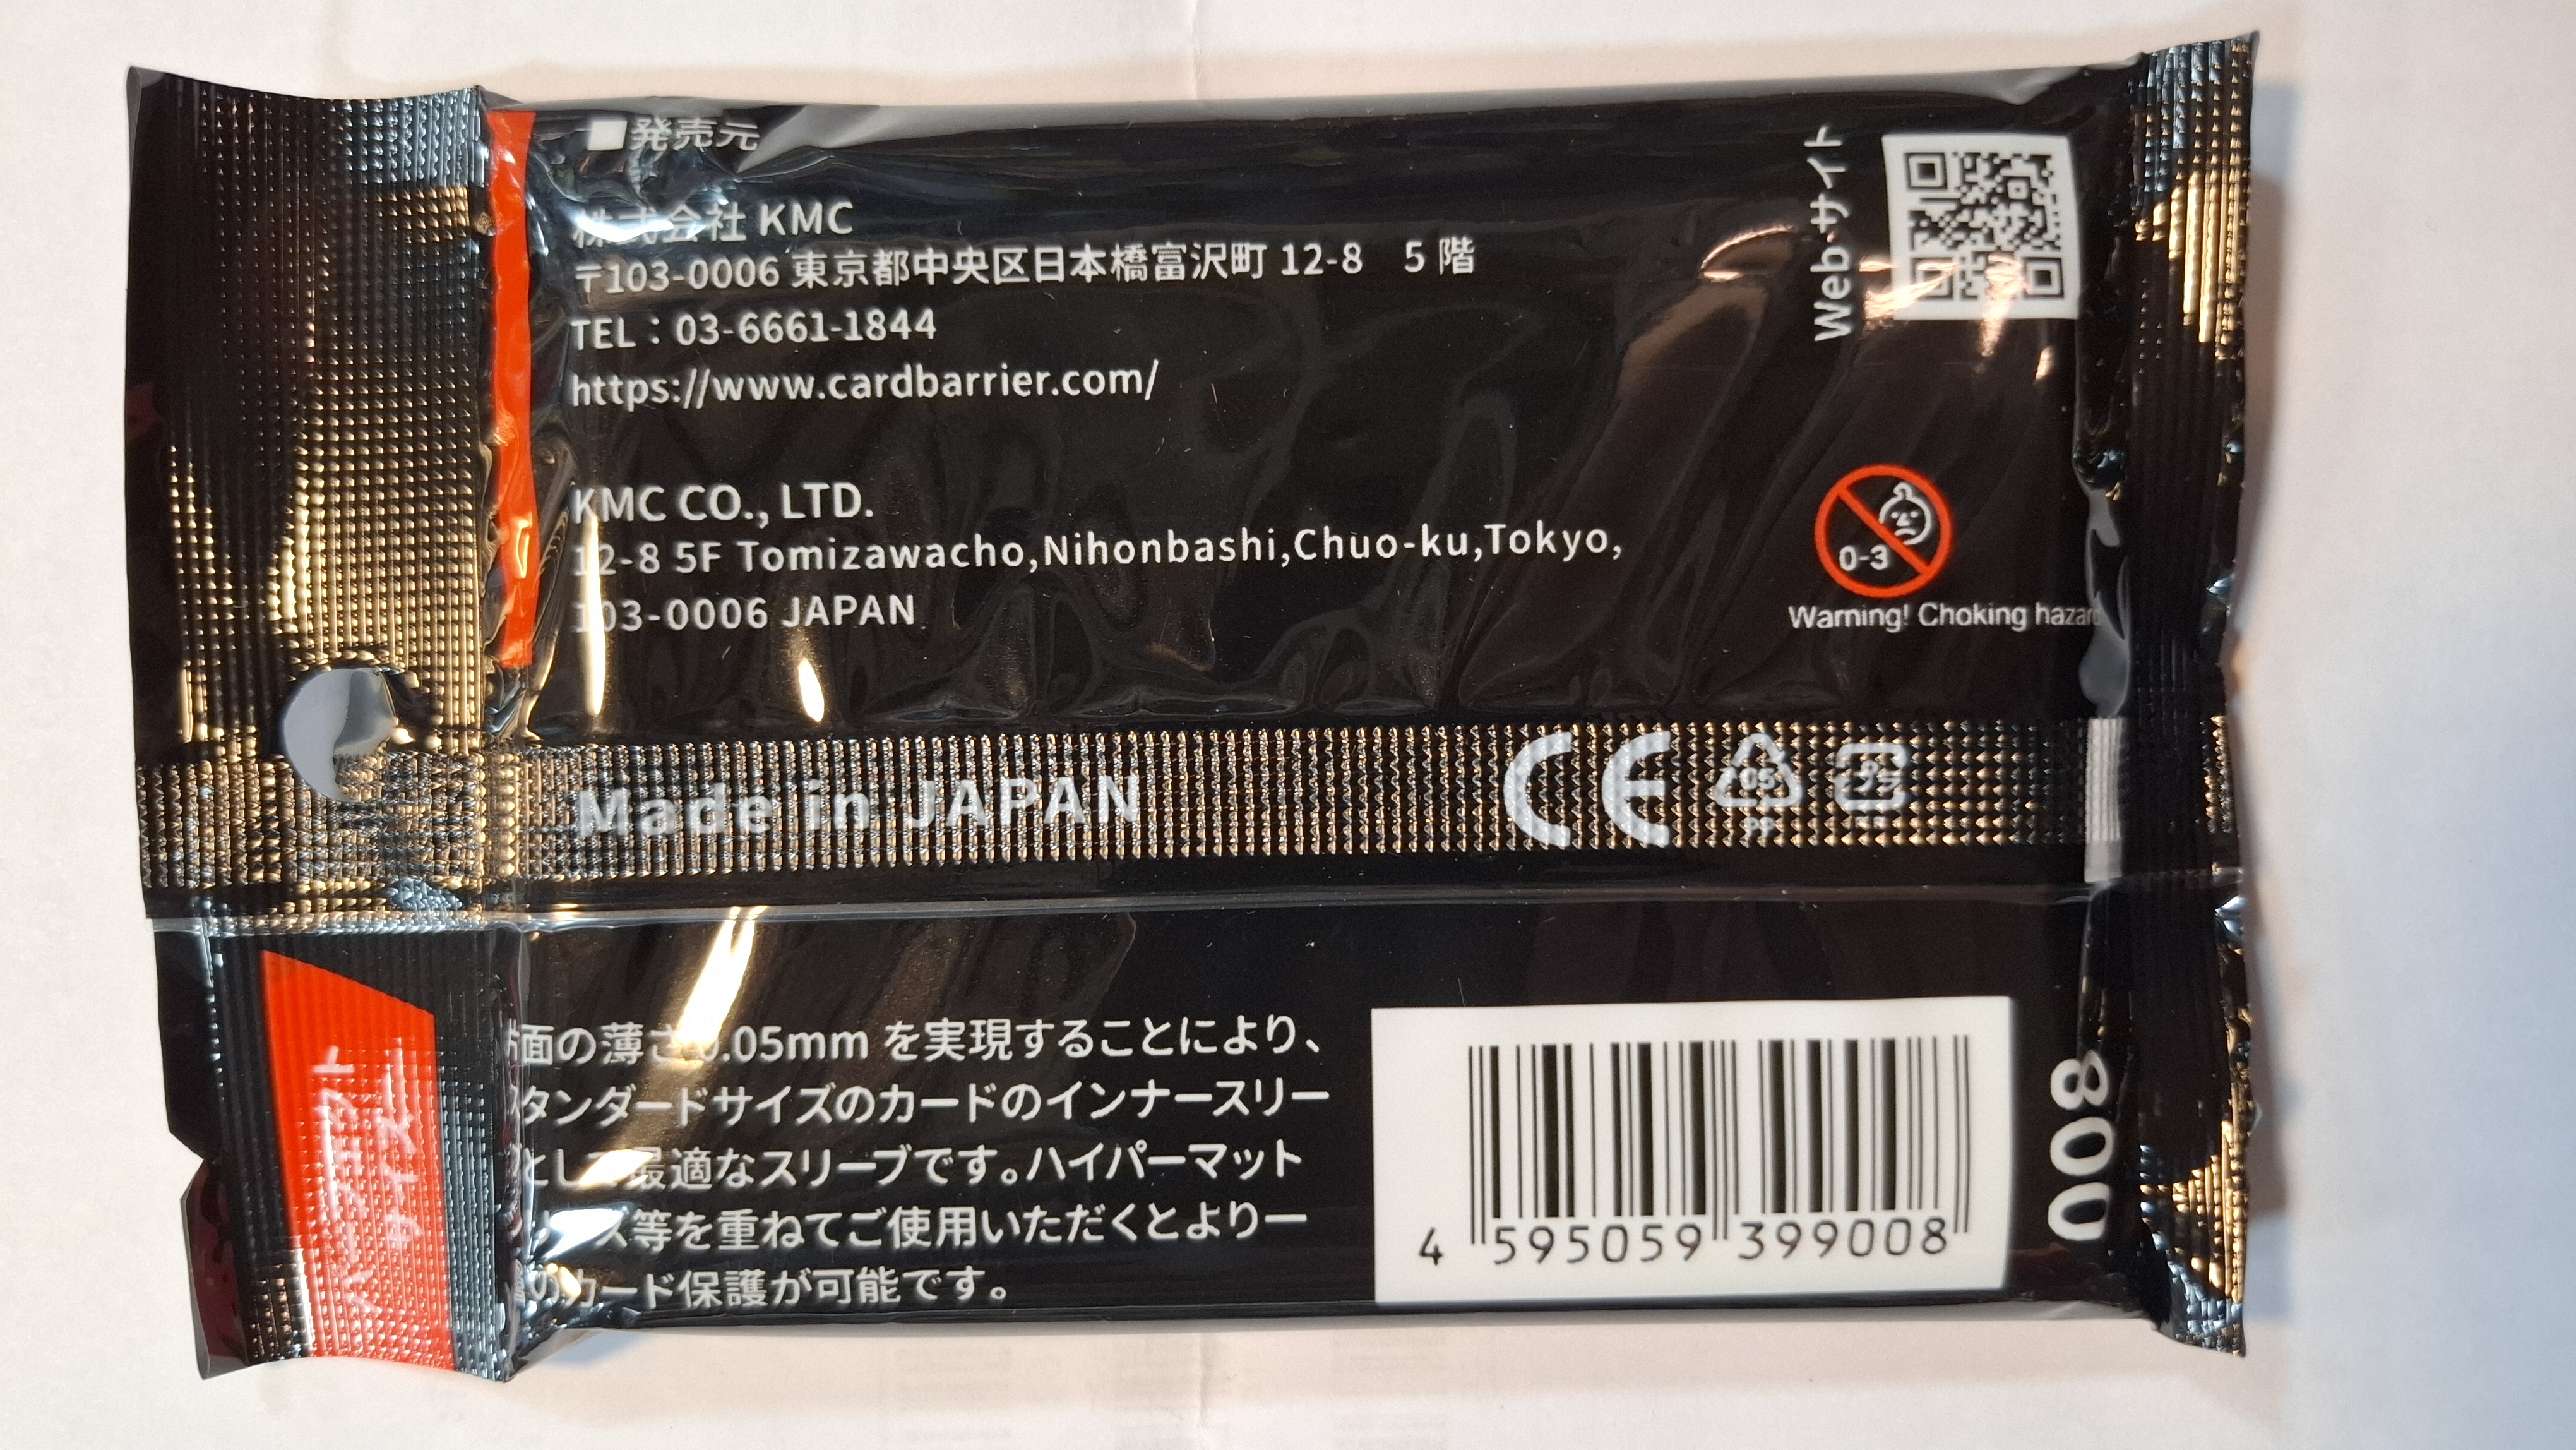 ■発売元
株式会社 KMC
〒103-0006 東京都中央区日本橋富沢町 12-8　5 階
TEL：03-6661-1844
https://www.cardbarrier.com/
KMC CO., LTD.
12-8 5F Tomizawacho,Nihonbashi,Chuo-ku,Tokyo,
103-0006 JAPAN
Webサイト
0-3
Warning! Choking hazard
Made in JAPAN
CE
05
PP
プラ
面の薄さ 0.05mm を実現することにより、
スタンダードサイズのカードのインナースリー
として最適なスリーブです。ハイパーマット
等を重ねてご使用いただくとより一
のカード保護が可能です。
4 595059 399008
800